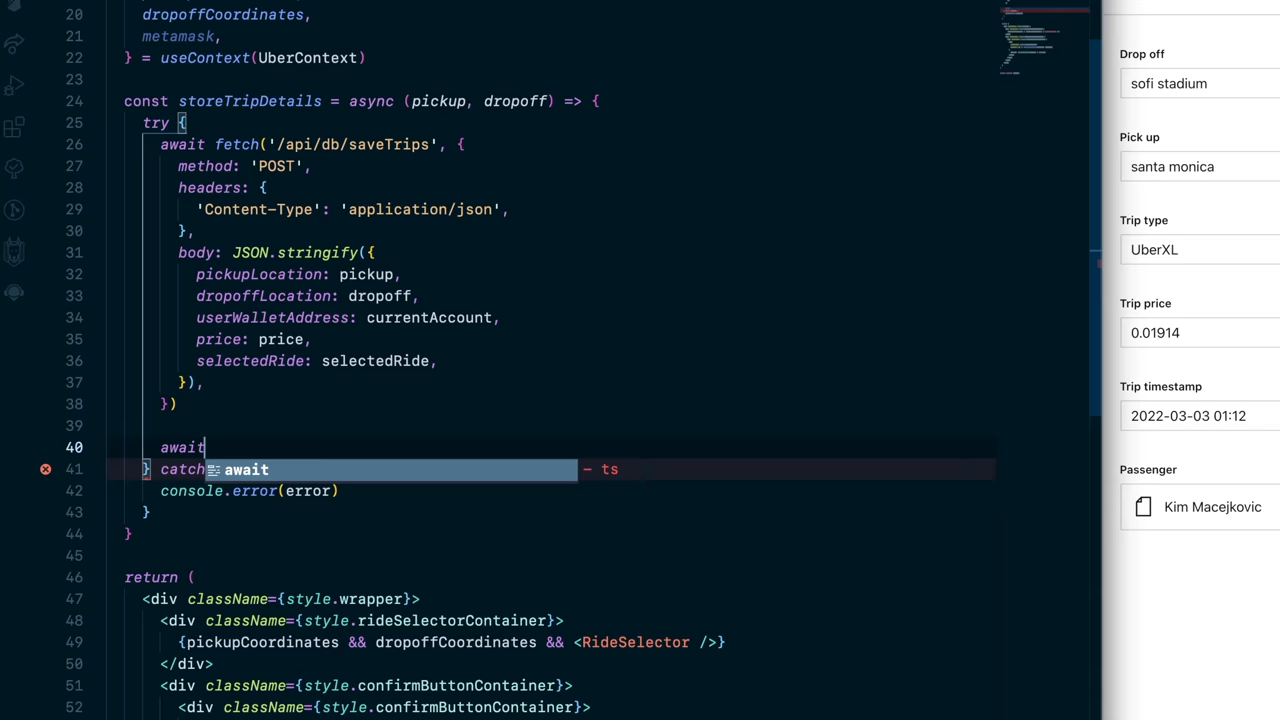 20 dropoffCoordinates,
21 metamask,
22 } = useContext(UberContext)
23
24 const storeTripDetails = async (pickup, dropoff) => {
25 try {
26 await fetch('/api/db/saveTrips', {
27 method: 'POST',
28 headers: {
29 'Content-Type': 'application/json',
30 },
31 body: JSON.stringify({
32 pickupLocation: pickup,
33 dropoffLocation: dropoff,
34 userWalletAddress: currentAccount,
35 price: price,
36 selectedRide: selectedRide,
37 }),
38 })
39
40 await
41 } catch
await
— ts
42 console.error(error)
43 }
44 }
45
46 return (
47 <div className={style.wrapper}>
48 <div className={style.rideSelectorContainer}>
49 {pickupCoordinates && dropoffCoordinates && <RideSelector />}
50 </div>
51 <div className={style.confirmButtonContainer}>
52 <div className={style.confirmButtonContainer}>
Drop off
sofi stadium
Pick up
santa monica
Trip type
UberXL
Trip price
0.01914
Trip timestamp
2022-03-03 01:12
Passenger
Kim Macejkovic